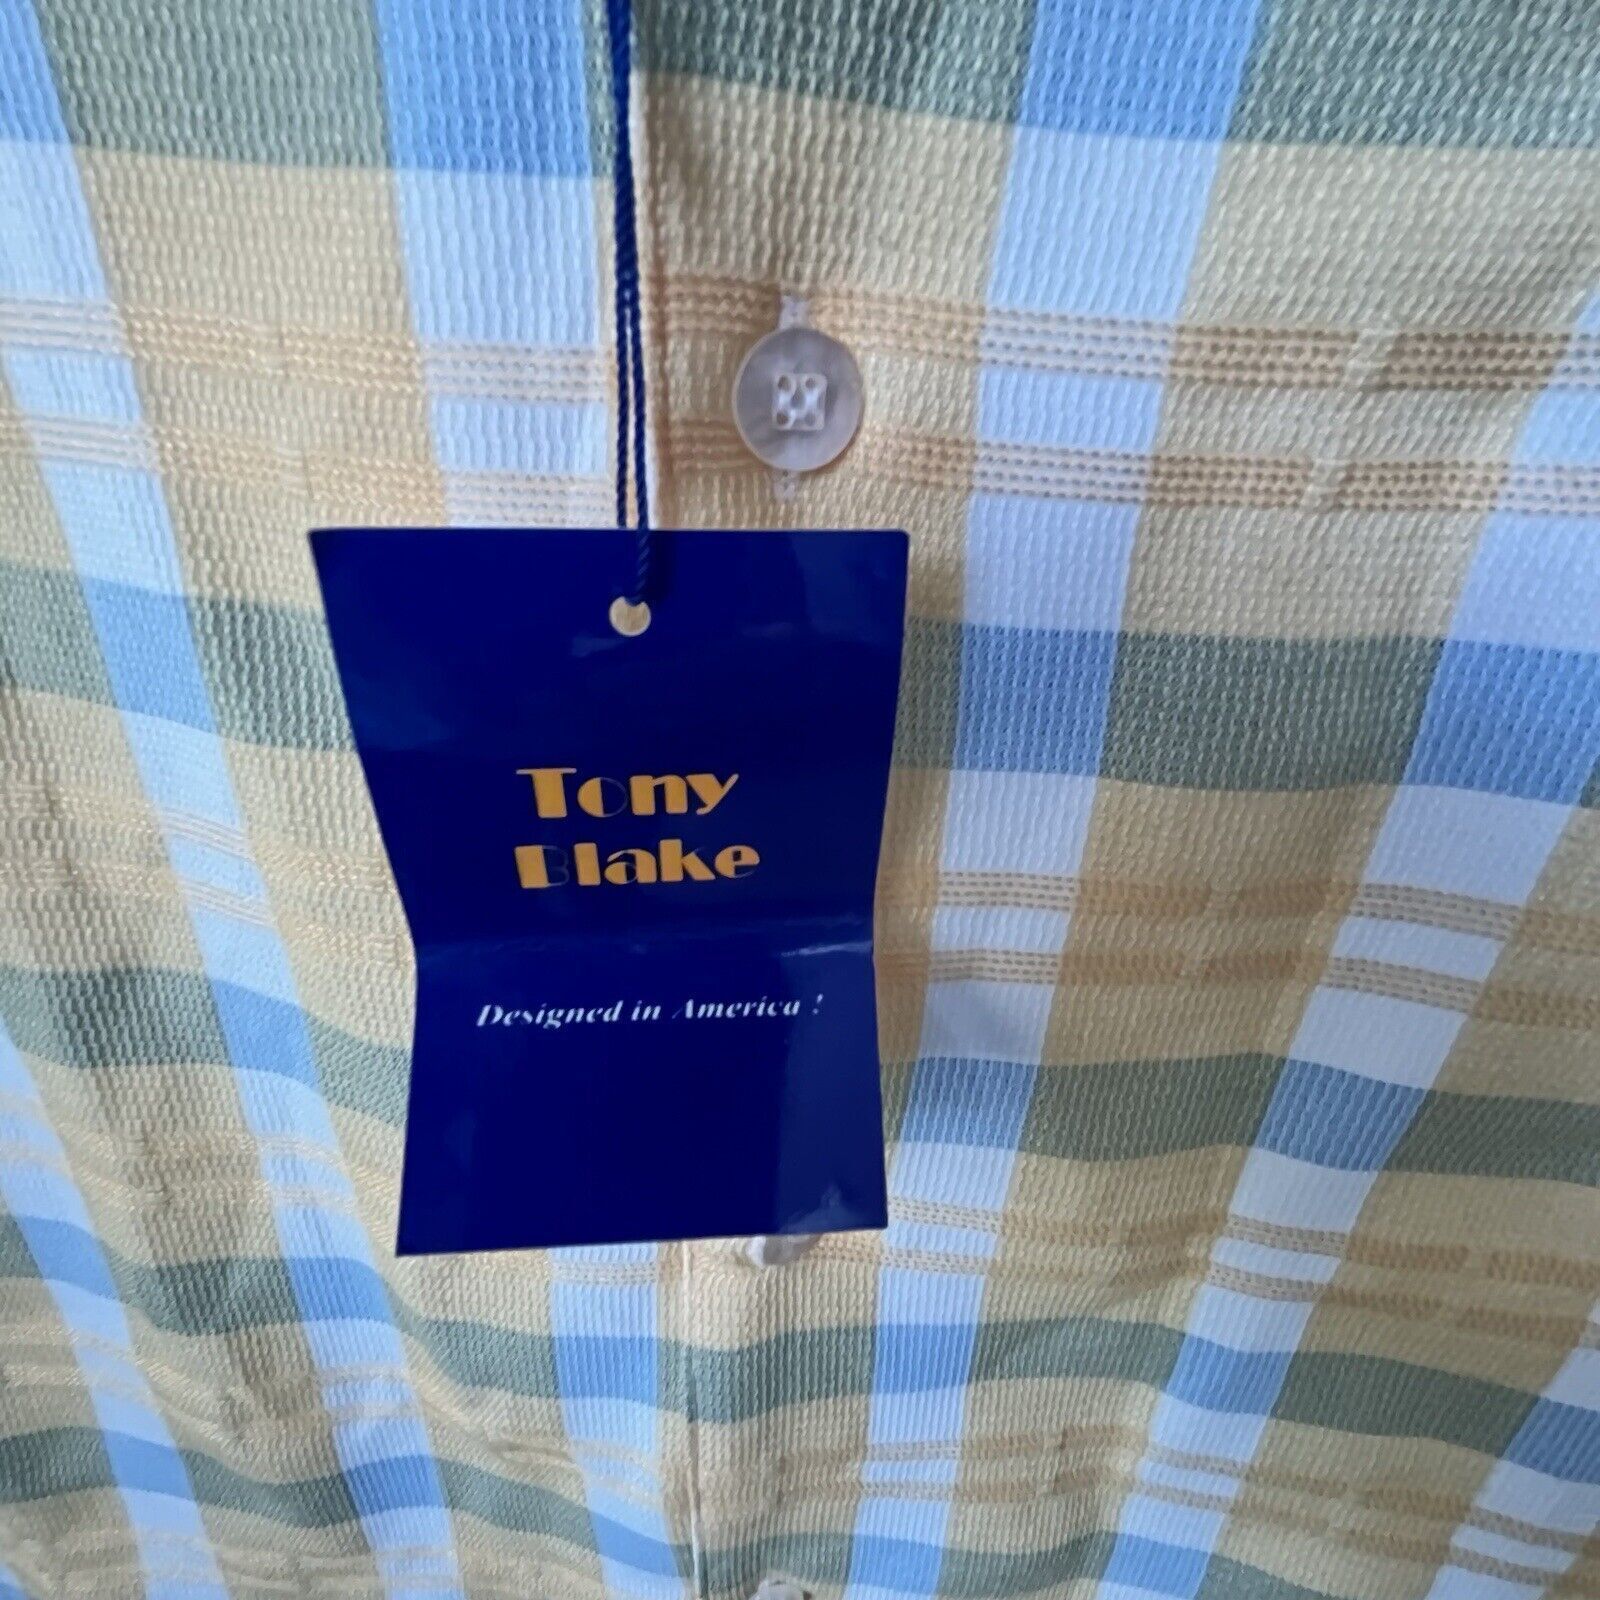 Tony
Blake
Designed in America !